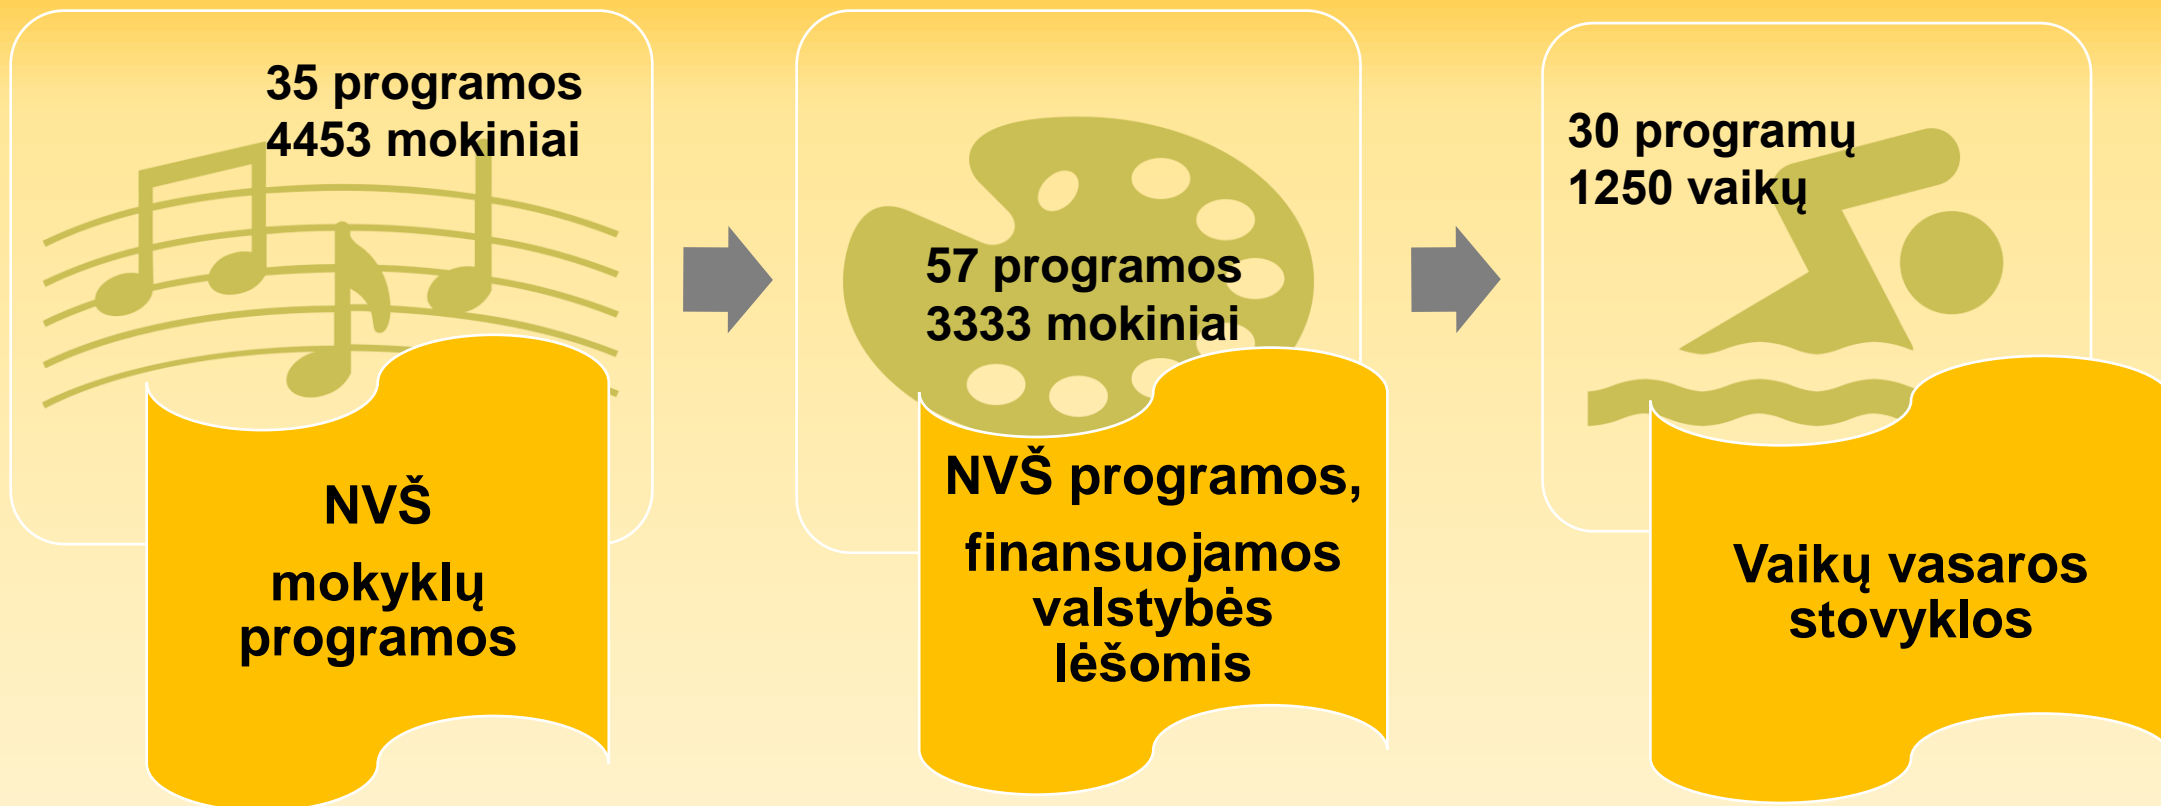 35 programos
4453 mokiniai
NVŠ
mokyklų
programos
57 programos
3333 mokiniai
NVŠ programos,
finansuojamos
valstybės
lėšomis
30 programų
1250 vaikų
Vaikų vasaros
stovyklos